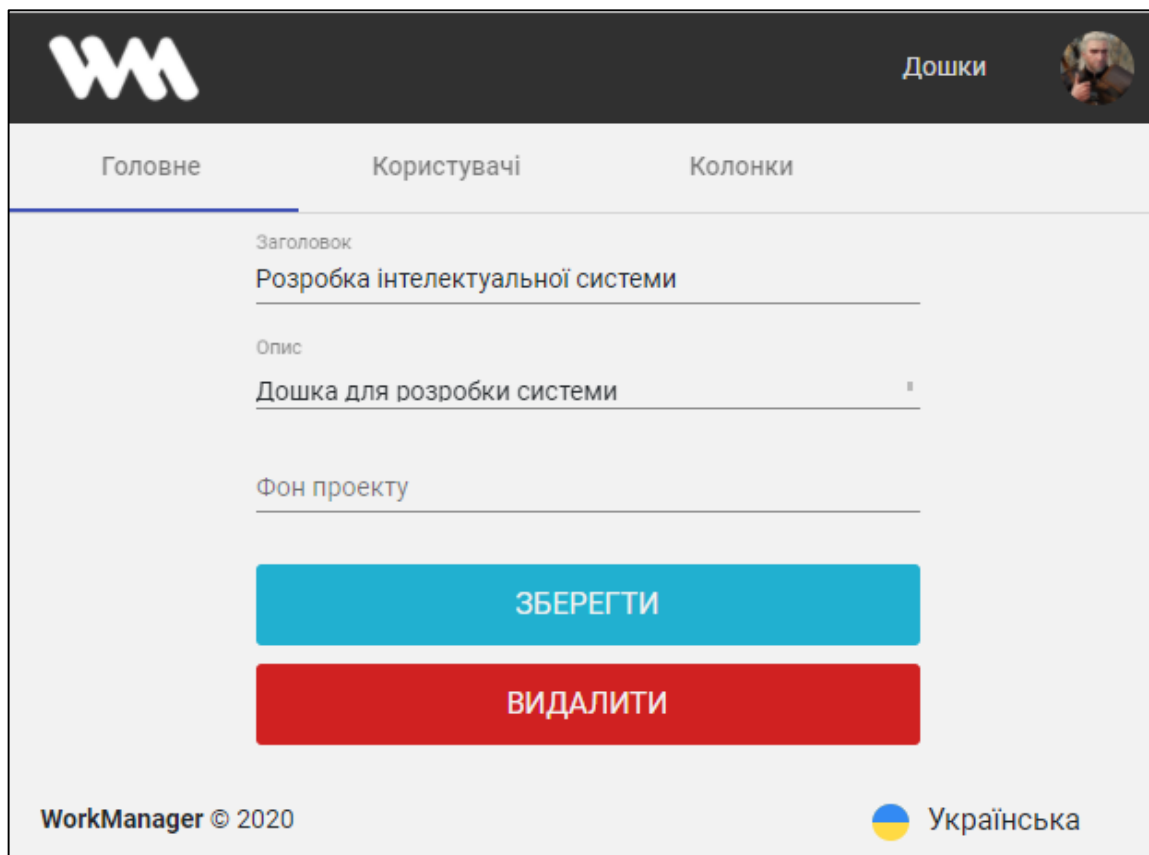 WM
Дошки
Головне Користувачі Колонки
Заголовок
Розробка інтелектуальної системи
Опис
Дошка для розробки системи
Фон проекту
ЗБЕРЕГТИ
ВИДАЛИТИ
WorkManager © 2020
Українська